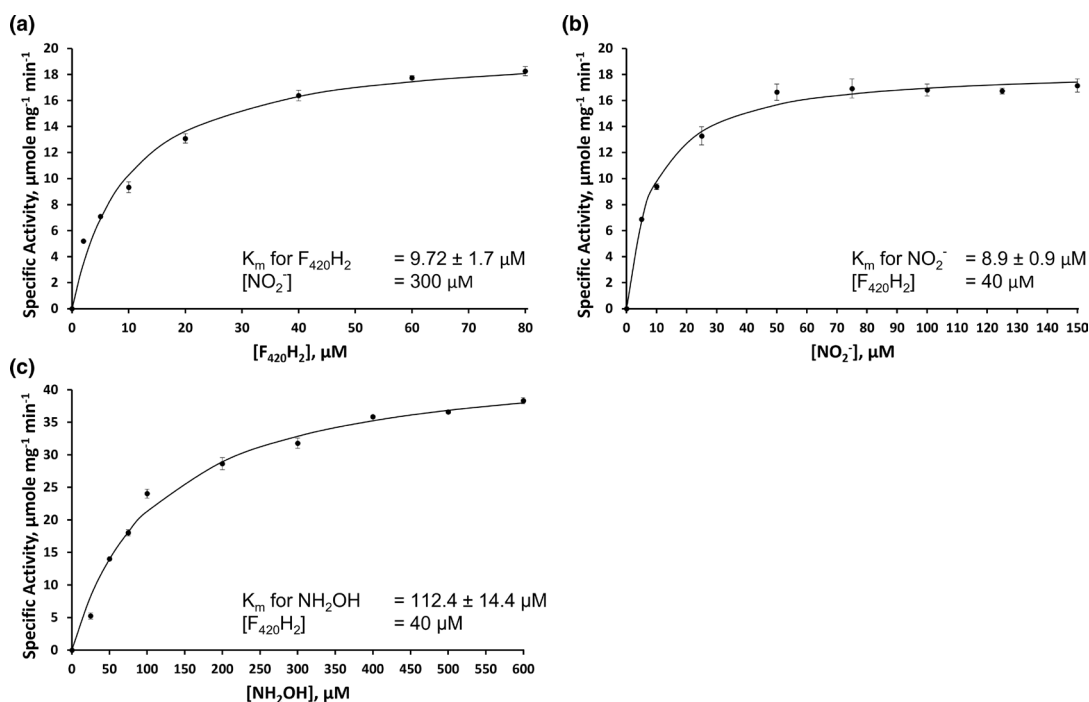 (a)
Specific Activity, µmole mg⁻¹ min⁻¹
20
18
16
14
12
10
8
6
4
2
0
Kₘ for F₄₂₀H₂ = 9.72 ± 1.7 µM
[NO₂⁻] = 300 µM
0 10 20 30 40 50 60 70 80
[F₄₂₀H₂], µM
(b)
Specific Activity, µmole mg⁻¹ min⁻¹
20
18
16
14
12
10
8
6
4
2
0
Kₘ for NO₂⁻ = 8.9 ± 0.9 µM
[F₄₂₀H₂] = 40 µM
0 10 20 30 40 50 60 70 80 90 100 110 120 130 140 150
[NO₂⁻], µM
(c)
Specific Activity, µmole mg⁻¹ min⁻¹
40
35
30
25
20
15
10
5
0
Kₘ for NH₂OH = 112.4 ± 14.4 µM
[F₄₂₀H₂] = 40 µM
0 50 100 150 200 250 300 350 400 450 500 550 600
[NH₂OH], µM